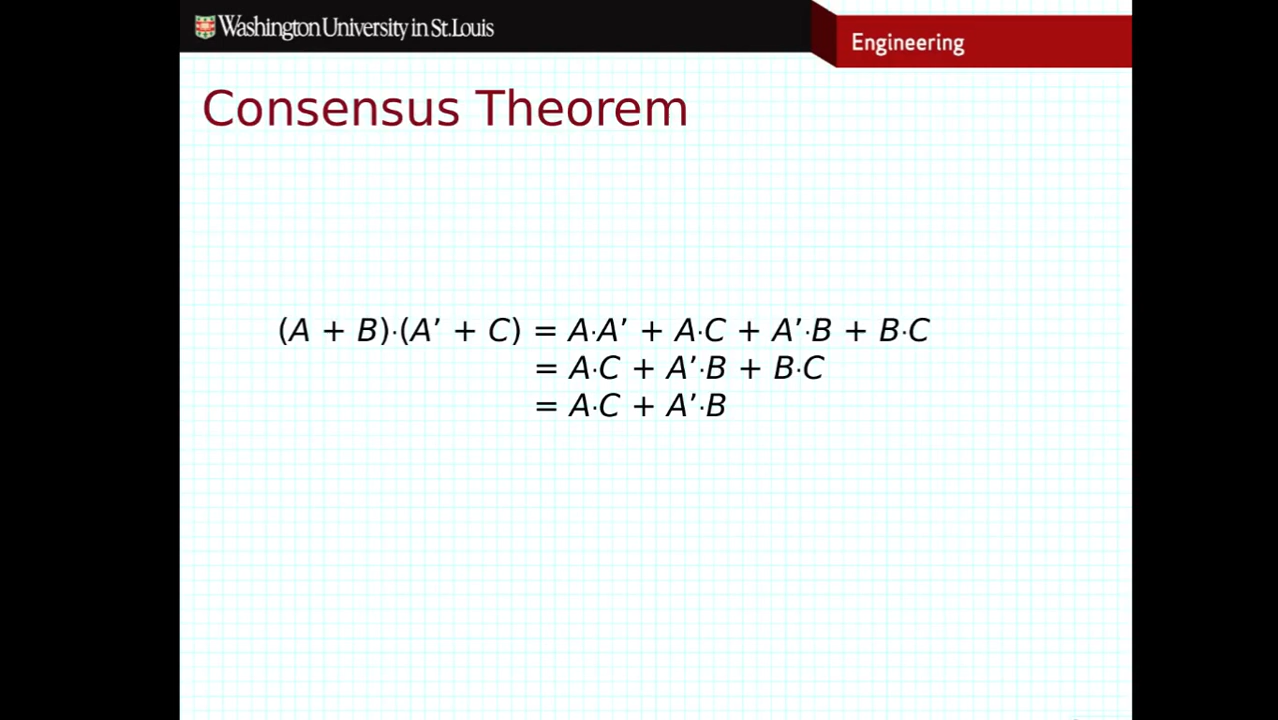 Washington University in St.Louis
Engineering
Consensus Theorem
(A + B)·(A’ + C) = A·A’ + A·C + A’·B + B·C
= A·C + A’·B + B·C
= A·C + A’·B